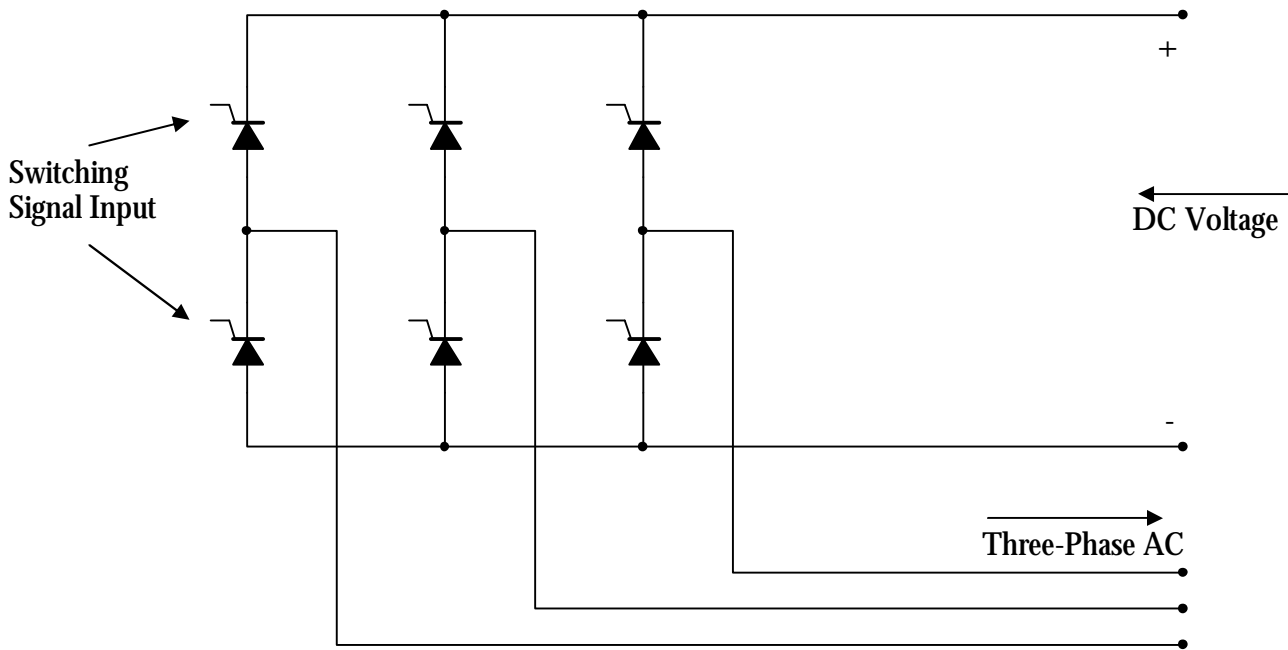 +
Switching
Signal Input
DC Voltage
-
Three-Phase AC